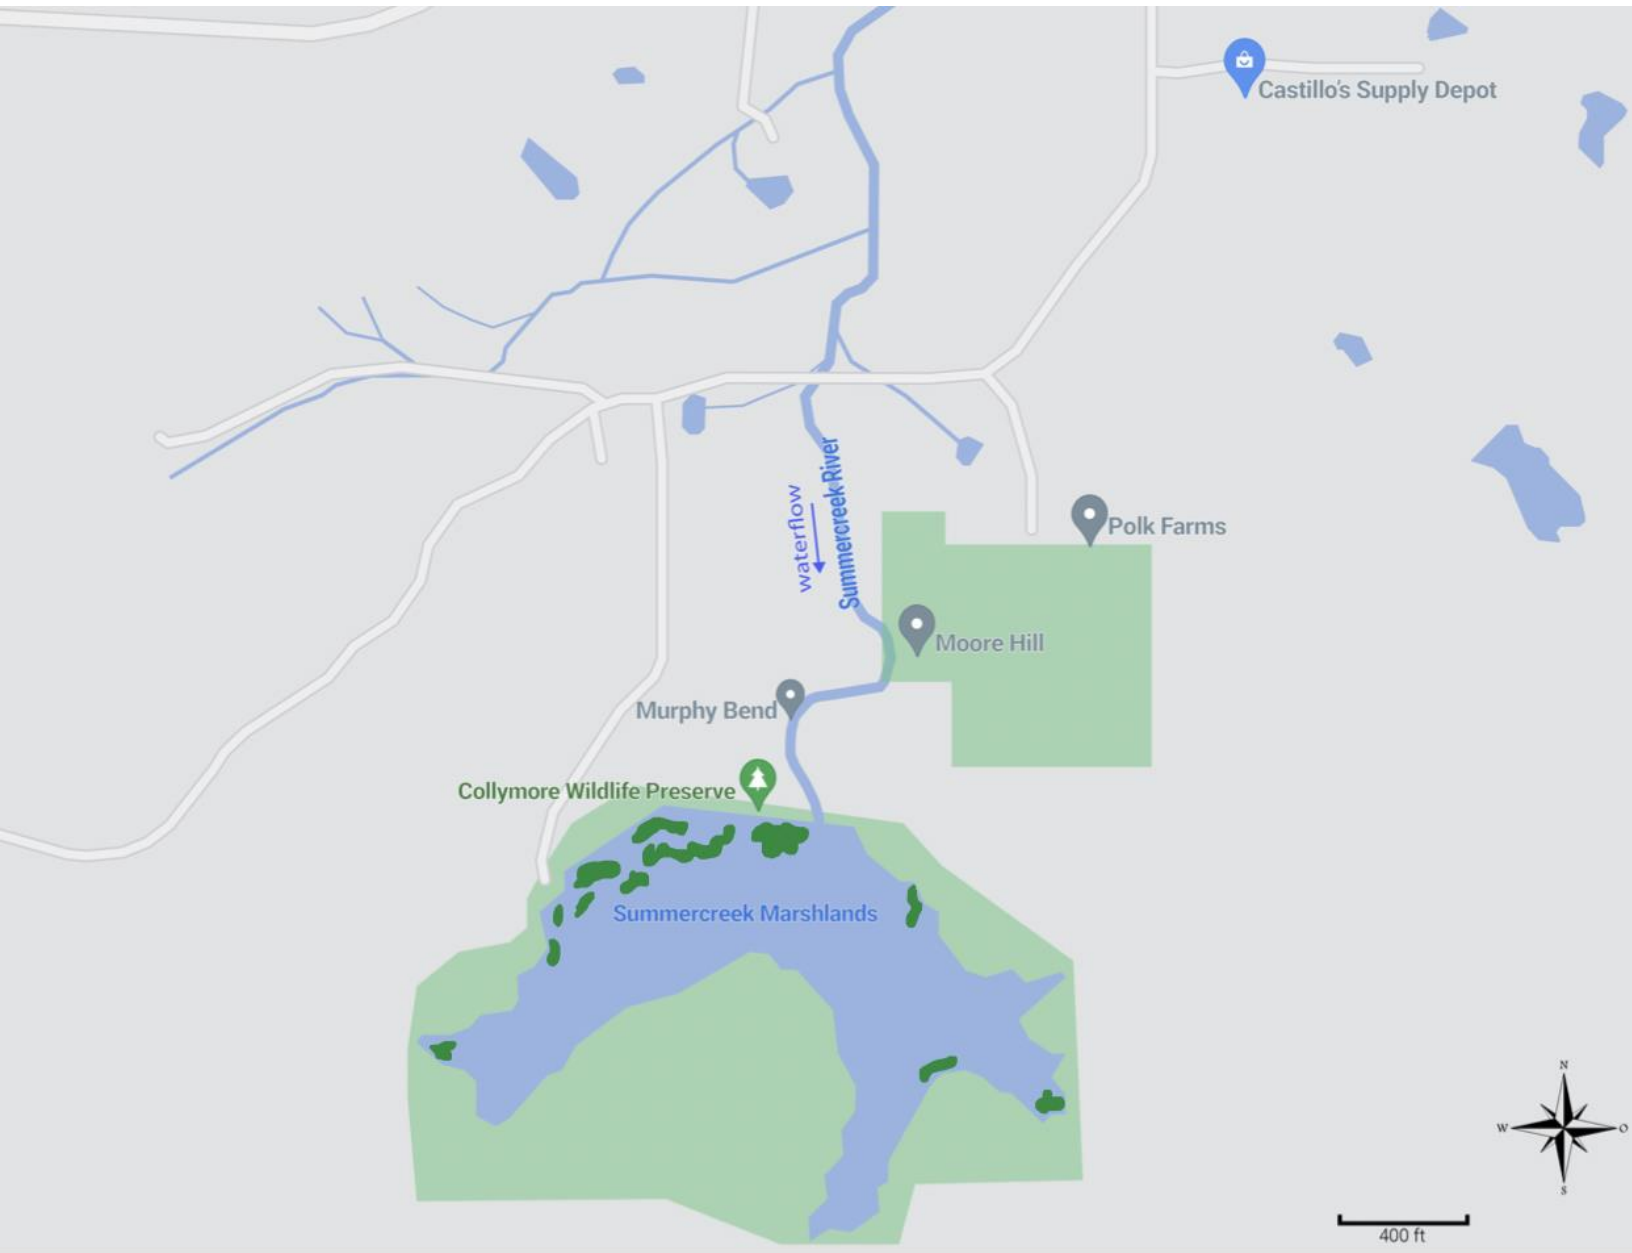 Castillo's Supply Depot
Summercreek River
waterflow
Polk Farms
Moore Hill
Murphy Bend
Collymore Wildlife Preserve
Summercreek Marshlands
N
W
O
S
400 ft